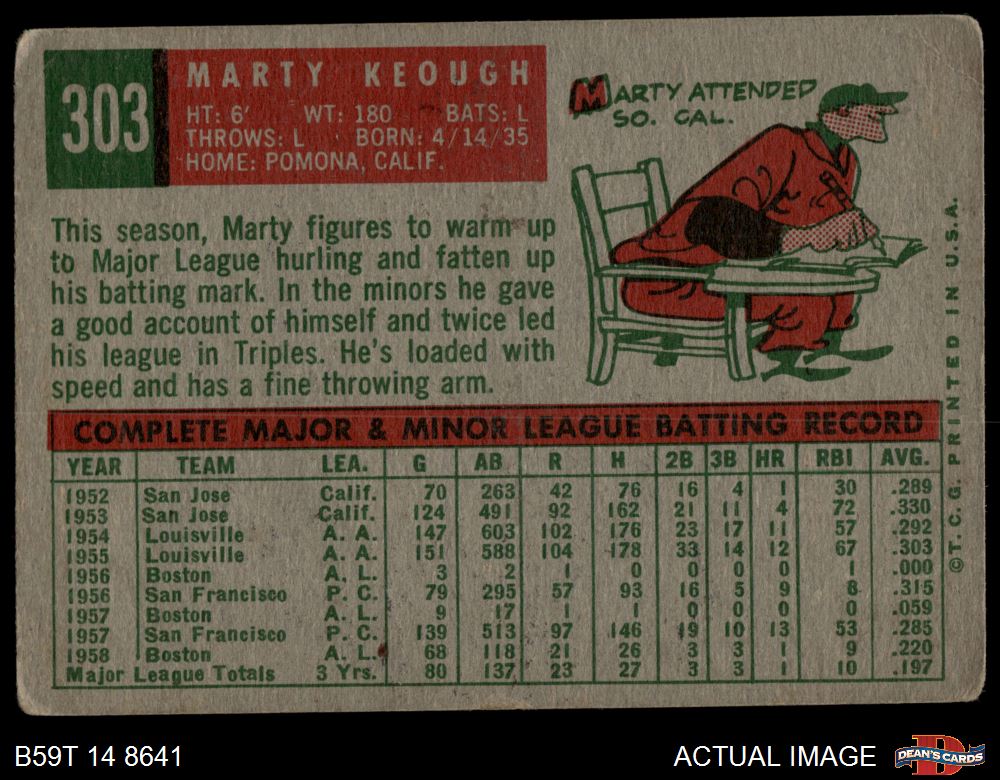 303
MARTY KEOUGH
HT: 6' WT: 180 BATS: L
THROWS: L BORN: 4/14/35
HOME: POMONA, CALIF.
MARTY ATTENDED
SO. CAL.
This season, Marty figures to warm up
to Major League hurling and fatten up
his batting mark. In the minors he gave
a good account of himself and twice led
his league in Triples. He's loaded with
speed and has a fine throwing arm.
COMPLETE MAJOR & MINOR LEAGUE BATTING RECORD
YEAR TEAM LEA. G AB R H 2B 3B HR RBI AVG.
1952 San Jose Calif. 70 263 42 76 16 4 1 30 .289
1953 San Jose Calif. 124 491 92 162 21 11 4 72 .330
1954 Louisville A. A. 147 603 102 176 23 17 11 57 .292
1955 Louisville A. A. 151 588 104 178 33 14 12 67 .303
1956 Boston A. L. 3 2 1 0 0 0 0 1 .000
1956 San Francisco P. C. 79 295 57 93 16 5 9 8 .315
1957 Boston A. L. 9 17 1 1 0 0 0 0 .059
1957 San Francisco P. C. 139 513 97 146 19 10 13 53 .285
1958 Boston A. L. 68 118 21 26 3 3 1 9 .220
Major League Totals 3 Yrs. 80 137 23 27 3 3 1 10 .197
©T. C. G. PRINTED IN U.S.A.
B59T 14 8641
ACTUAL IMAGE
D
DEAN'S CARDS